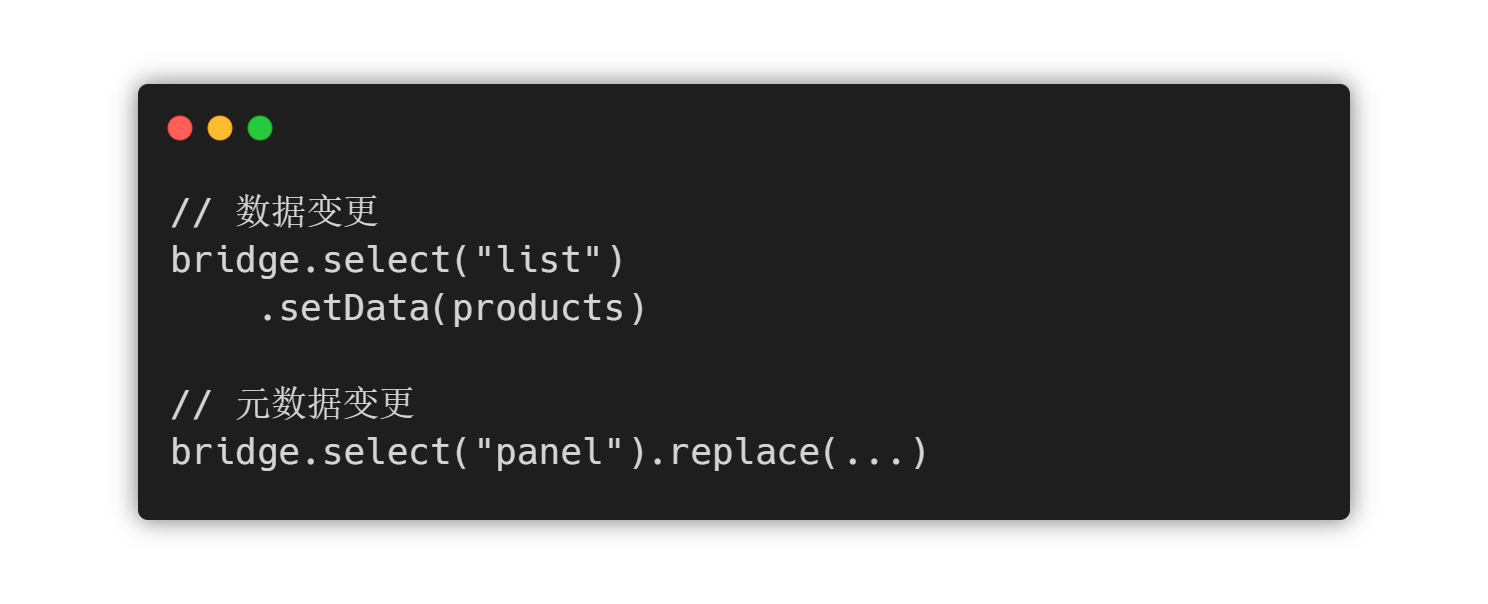 // 数据变更
bridge.select("list")
    .setData(products)

// 元数据变更
bridge.select("panel").replace(...)